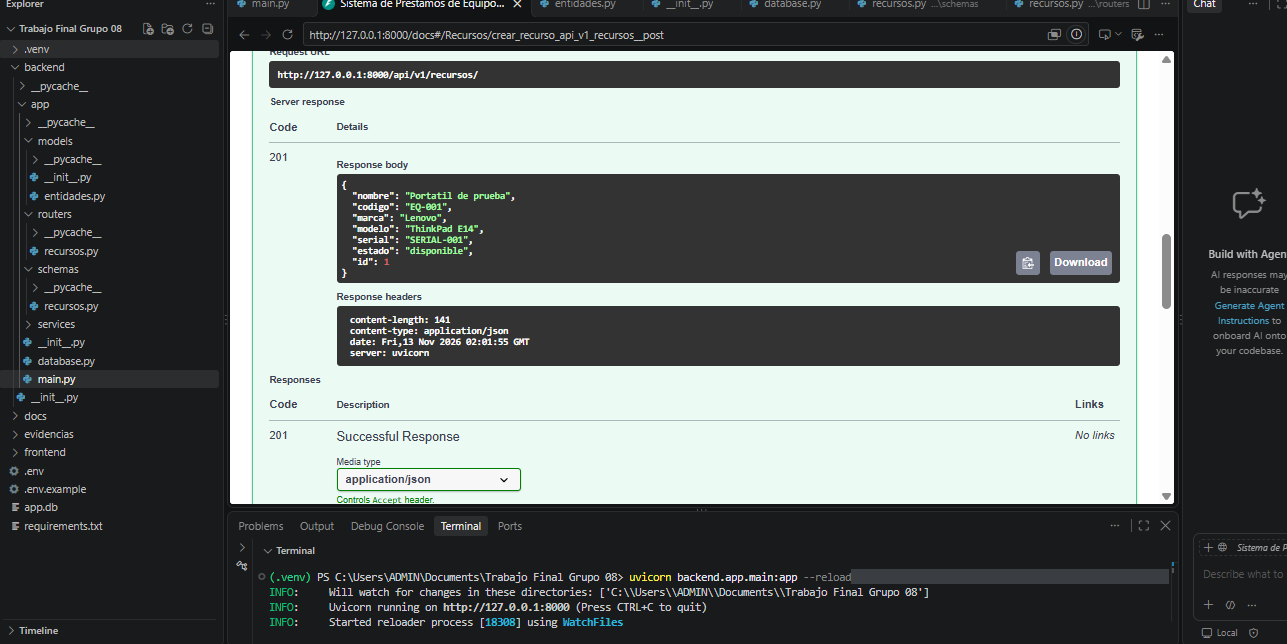 Explorer
···
main.py
Sistema de Prestamos de Equipo...
entidades.py
__init__.py
database.py
recursos.py ...\schemas
recursos.py ...\routers
···
Chat
···
Trabajo Final Grupo 08
http://127.0.0.1:8000/docs#/Recursos/crear_recurso_api_v1_recursos__post
···
.venv
backend
__pycache__
app
__pycache__
models
__pycache__
__init__.py
entidades.py
routers
__pycache__
recursos.py
schemas
__pycache__
recursos.py
services
__init__.py
database.py
main.py
__init__.py
docs
evidencias
frontend
.env
.env.example
app.db
requirements.txt
Timeline
Request URL
http://127.0.0.1:8000/api/v1/recursos/
Server response
Code Details
201
Response body
{
"nombre": "Portatil de prueba",
"codigo": "EQ-001",
"marca": "Lenovo",
"modelo": "ThinkPad E14",
"serial": "SERIAL-001",
"estado": "disponible",
"id": 1
}
Download
Response headers
content-length: 141
content-type: application/json
date: Fri,13 Nov 2026 02:01:55 GMT
server: uvicorn
Responses
Code Description Links
201 Successful Response No links
Media type
application/json
Controls Accept header.
Problems Output Debug Console Terminal Ports
···
Terminal
(.venv) PS C:\Users\ADMIN\Documents\Trabajo Final Grupo 08> uvicorn backend.app.main:app --reload
INFO: Will watch for changes in these directories: ['C:\\Users\\ADMIN\\Documents\\Trabajo Final Grupo 08']
INFO: Uvicorn running on http://127.0.0.1:8000 (Press CTRL+C to quit)
INFO: Started reloader process [18308] using WatchFiles
Build with Agen
AI responses may
be inaccurate
Generate Agent
Instructions to
onboard AI onto
your codebase.
Sistema de P
Describe what to
···
Local